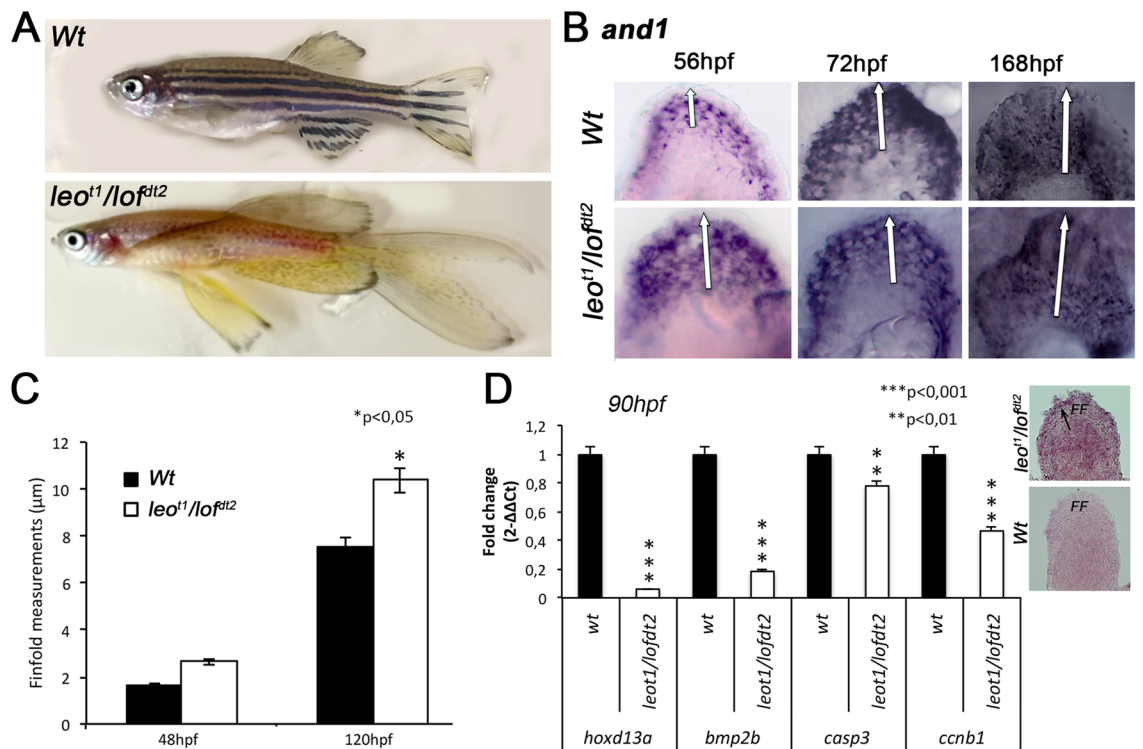 A
Wt
leot1/lofdt2
B and1
56hpf 72hpf 168hpf
Wt
leot1/lofdt2
C
*p<0,05
Finfold measurements (µm)
12
10
8
6
4
2
0
Wt
leot1/lofdt2
*
48hpf 120hpf
D
90hpf
***p<0,001
**p<0,01
Fold change
(2-ΔΔCt)
1
0,8
0,6
0,4
0,2
0
***
***
**
***
wt leot1/lofdt2 wt leot1/lofdt2 wt leot1/lofdt2 wt leot1/lofdt2
hoxd13a bmp2b casp3 ccnb1
leot1/lofdt2
FF
Wt
FF